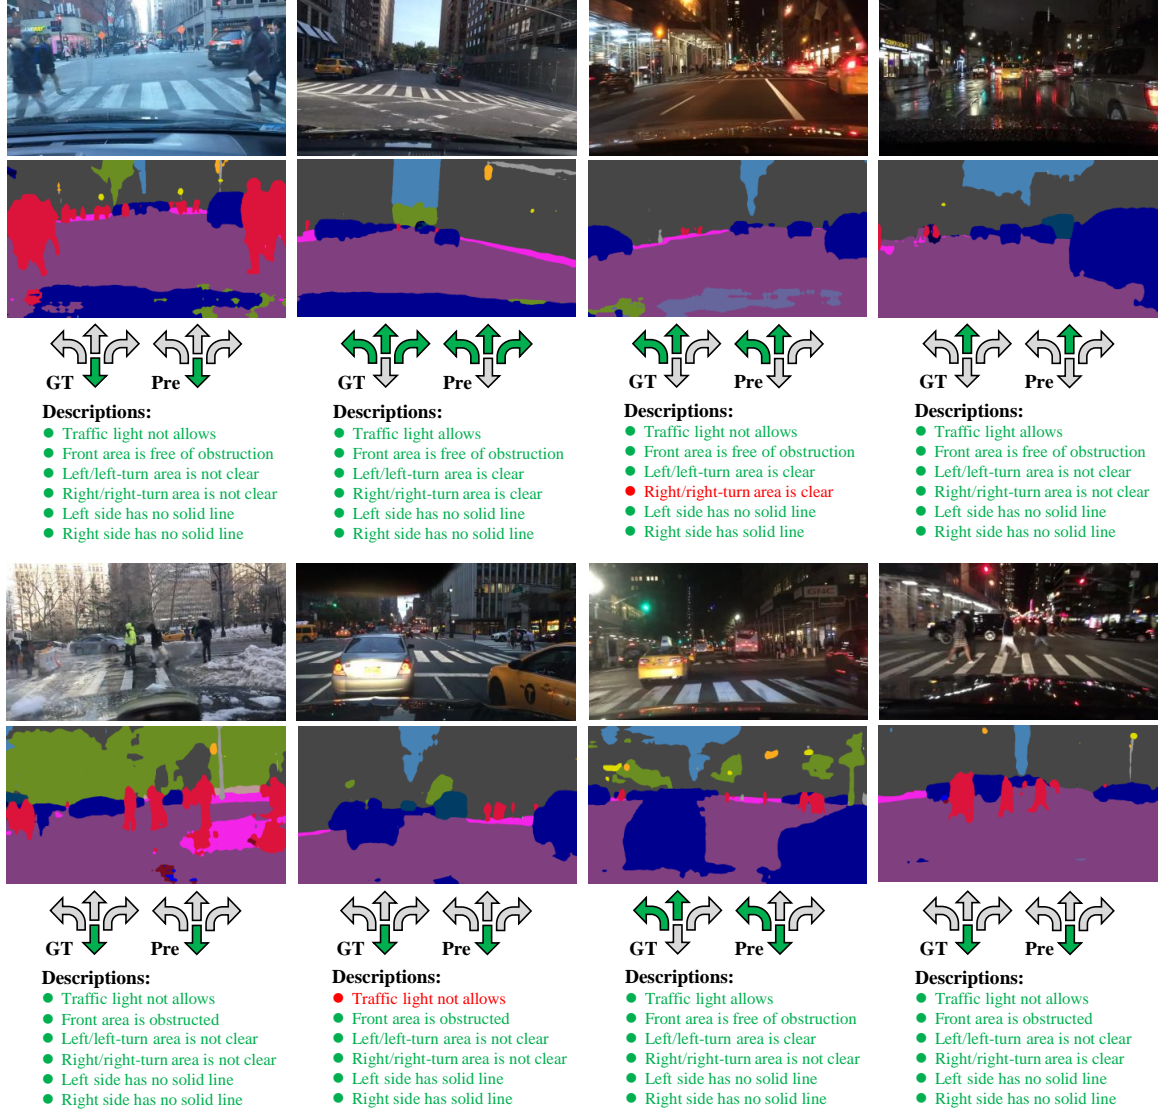 GT Pre
Descriptions:
Traffic light not allows
Front area is free of obstruction
Left/left-turn area is not clear
Right/right-turn area is not clear
Left side has no solid line
Right side has no solid line
GT Pre
Descriptions:
Traffic light allows
Front area is free of obstruction
Left/left-turn area is clear
Right/right-turn area is clear
Left side has no solid line
Right side has no solid line
GT Pre
Descriptions:
Traffic light not allows
Front area is free of obstruction
Left/left-turn area is clear
Right/right-turn area is clear
Left side has no solid line
Right side has no solid line
GT Pre
Descriptions:
Traffic light allows
Front area is free of obstruction
Left/left-turn area is not clear
Right/right-turn area is not clear
Left side has no solid line
Right side has no solid line
GNC
GT Pre
Descriptions:
Traffic light not allows
Front area is obstructed
Left/left-turn area is not clear
Right/right-turn area is not clear
Left side has no solid line
Right side has no solid line
GT Pre
Descriptions:
Traffic light not allows
Front area is obstructed
Left/left-turn area is not clear
Right/right-turn area is not clear
Left side has solid line
Right side has no solid line
GT Pre
Descriptions:
Traffic light allows
Front area is free of obstruction
Left/left-turn area is clear
Right/right-turn area is not clear
Left side has no solid line
Right side has no solid line
GT Pre
Descriptions:
Traffic light not allows
Front area is obstructed
Left/left-turn area is not clear
Right/right-turn area is clear
Left side has no solid line
Right side has no solid line